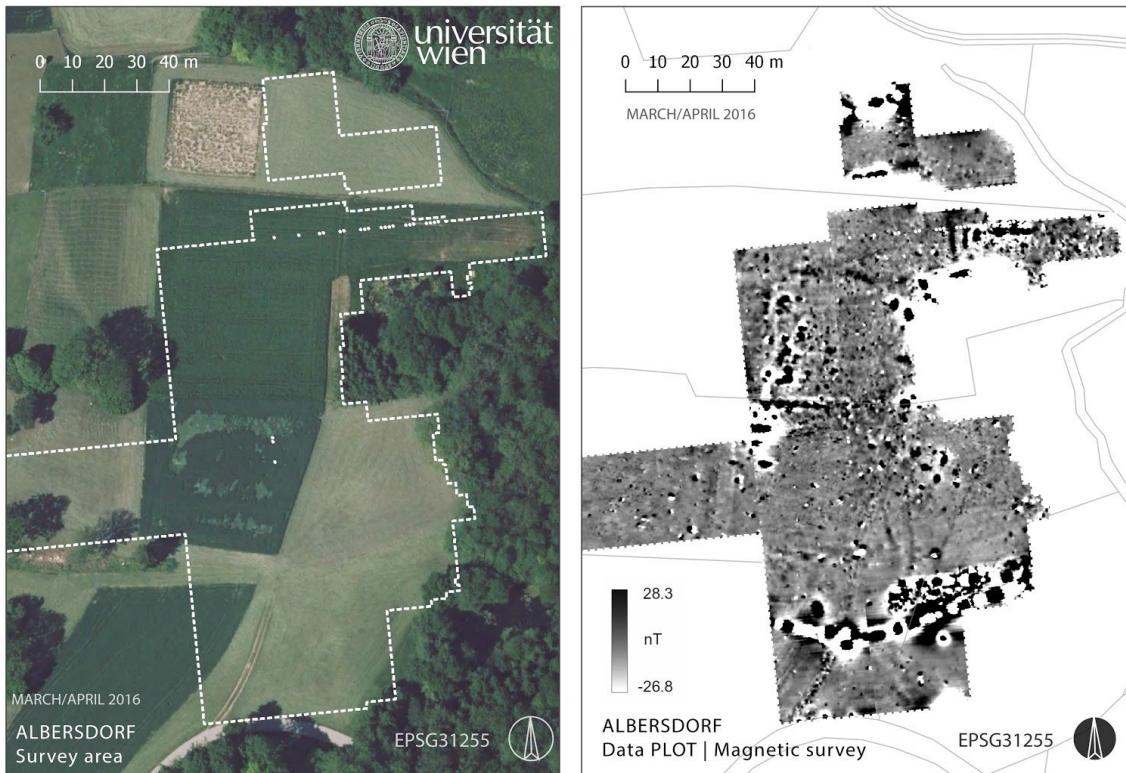 universität
wien
0 10 20 30 40 m
MARCH/APRIL 2016
ALBERSDORF
Survey area
EPSG31255
0 10 20 30 40 m
MARCH/APRIL 2016
28.3
nT
-26.8
ALBERSDORF
Data PLOT | Magnetic survey
EPSG31255